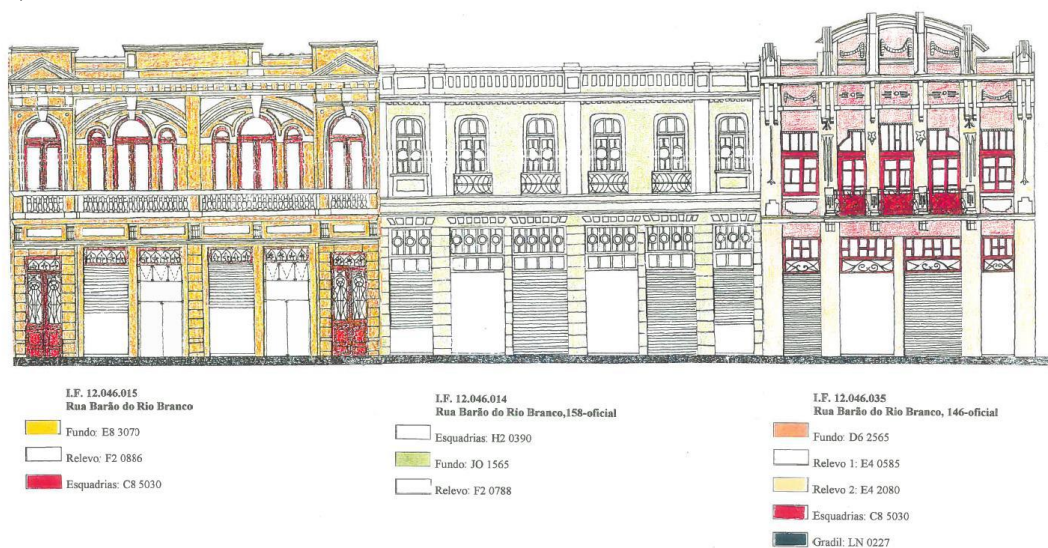 I.F. 12.046.015
Rua Barão do Rio Branco
Fundo: E8 3070
Relevo: F2 0886
Esquadrias: C8 5030
I.F. 12.046.014
Rua Barão do Rio Branco,158-oficial
Esquadrias: H2 0390
Fundo: JO 1565
Relevo: F2 0788
I.F. 12.046.035
Rua Barão do Rio Branco, 146-oficial
Fundo: D6 2565
Relevo 1: E4 0585
Relevo 2: E4 2080
Esquadrias: C8 5030
Gradil: LN 0227